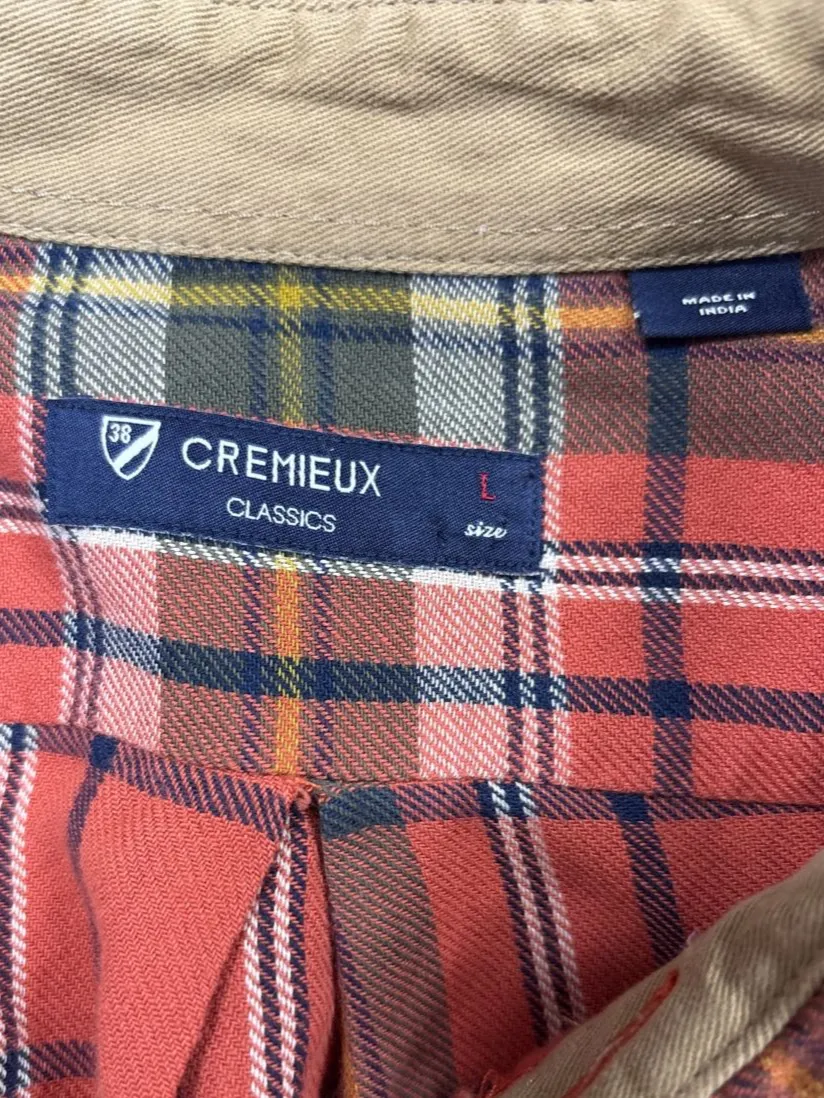 MADE IN
INDIA
38
CREMIEUX
CLASSICS
L
size